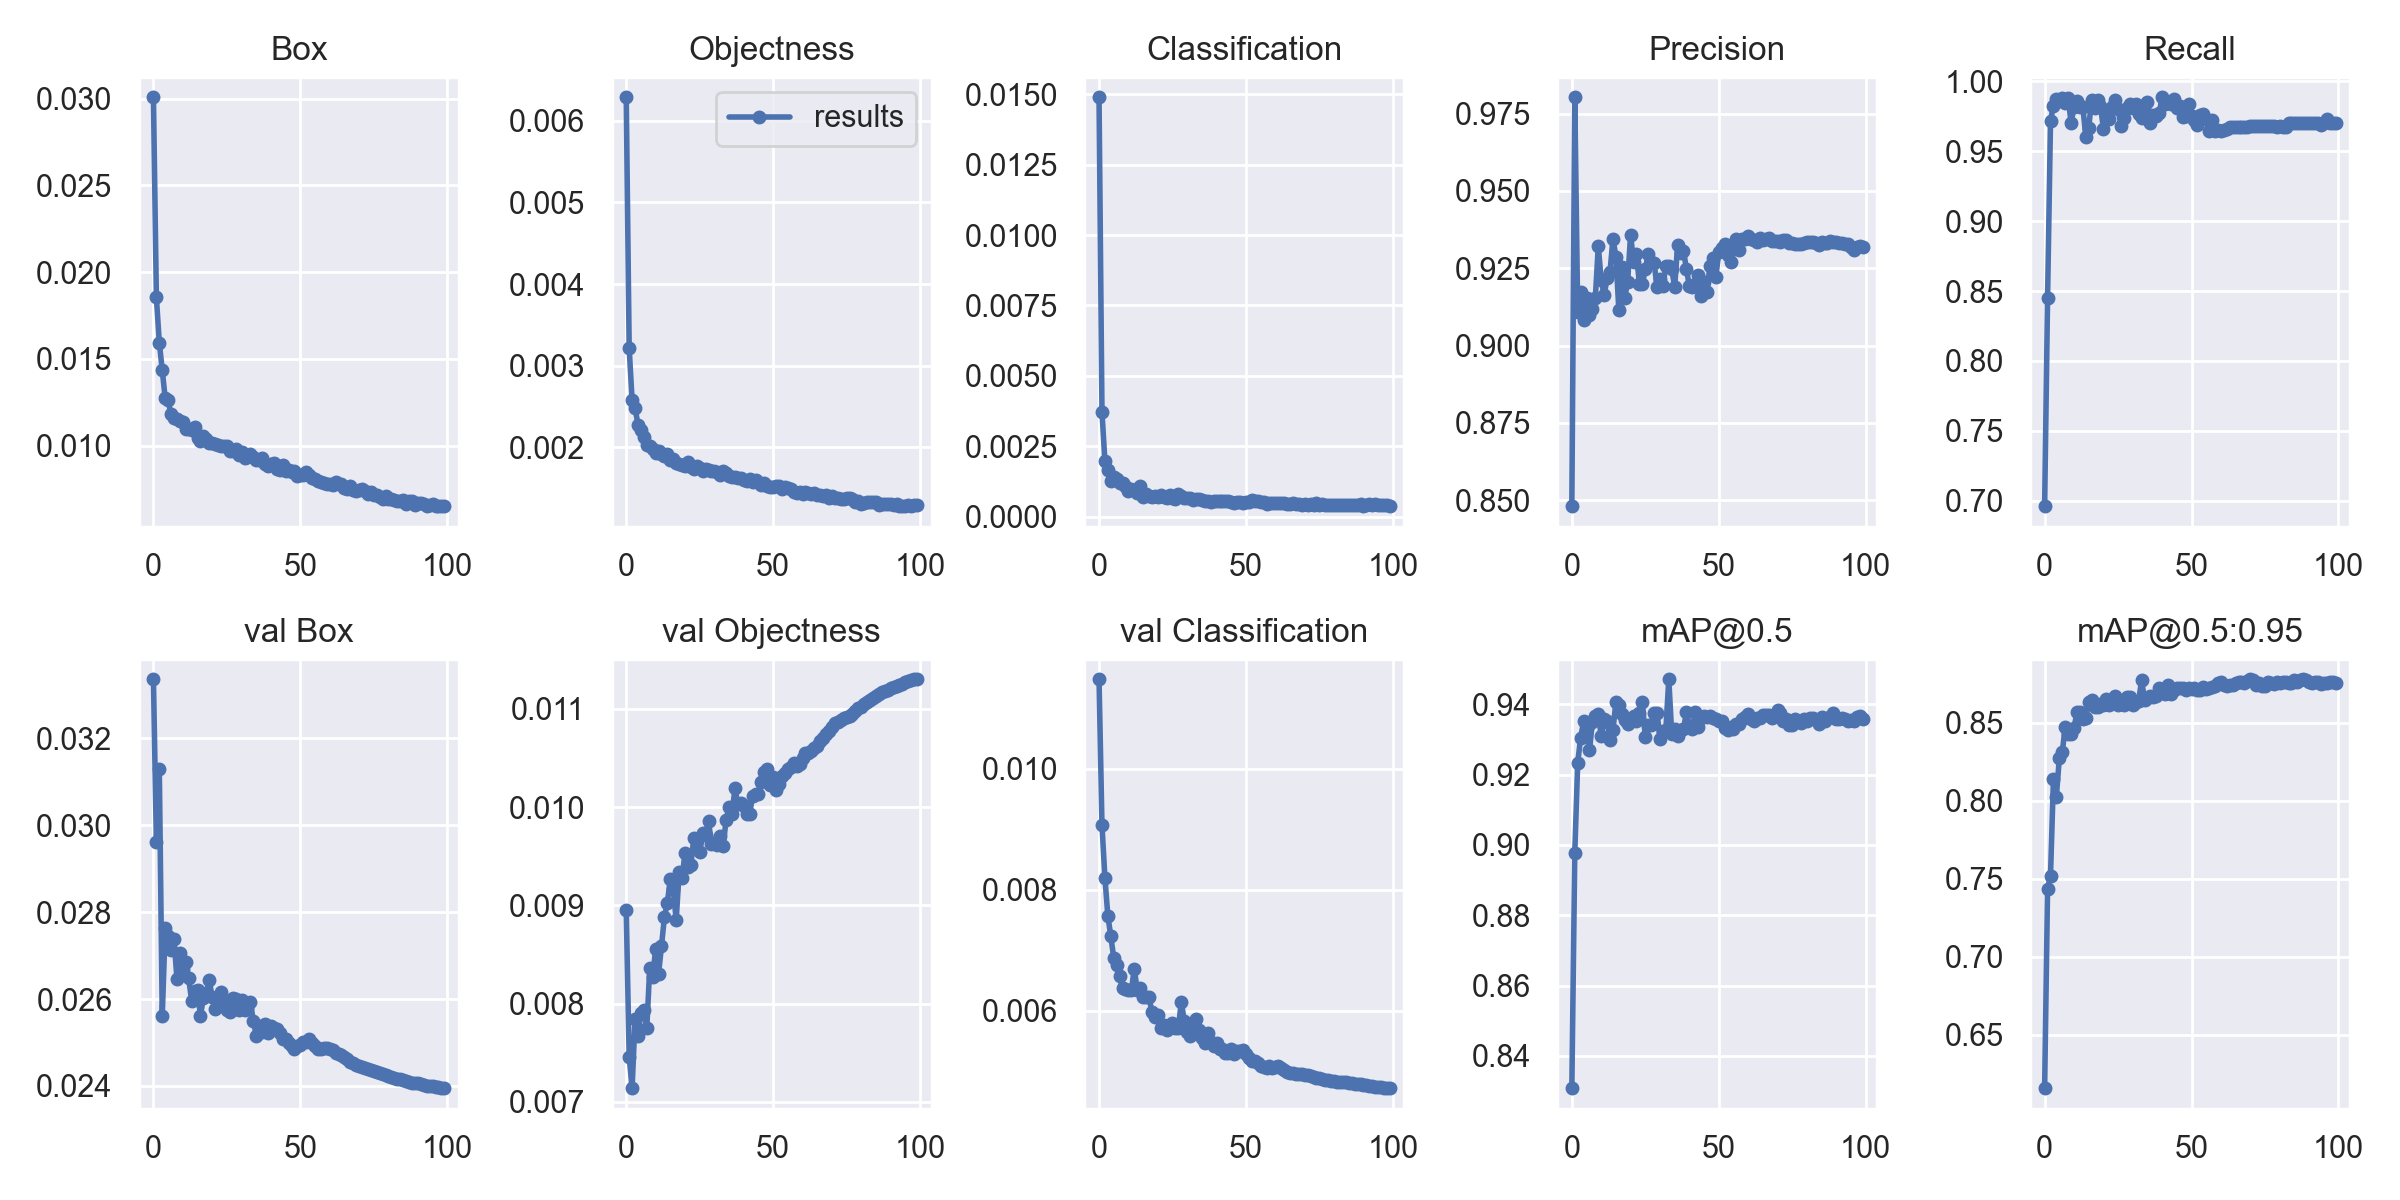 Box
Objectness
Classification
Precision
Recall
0.030
0.025
0.020
0.015
0.010
0 50 100
results
0.006
0.005
0.004
0.003
0.002
0 50 100
0.0150
0.0125
0.0100
0.0075
0.0050
0.0025
0.0000
0 50 100
0.975
0.950
0.925
0.900
0.875
0.850
0 50 100
1.00
0.95
0.90
0.85
0.80
0.75
0.70
0 50 100
val Box
val Objectness
val Classification
mAP@0.5
mAP@0.5:0.95
0.032
0.030
0.028
0.026
0.024
0 50 100
0.011
0.010
0.009
0.008
0.007
0 50 100
0.010
0.008
0.006
0 50 100
0.94
0.92
0.90
0.88
0.86
0.84
0 50 100
0.85
0.80
0.75
0.70
0.65
0 50 100